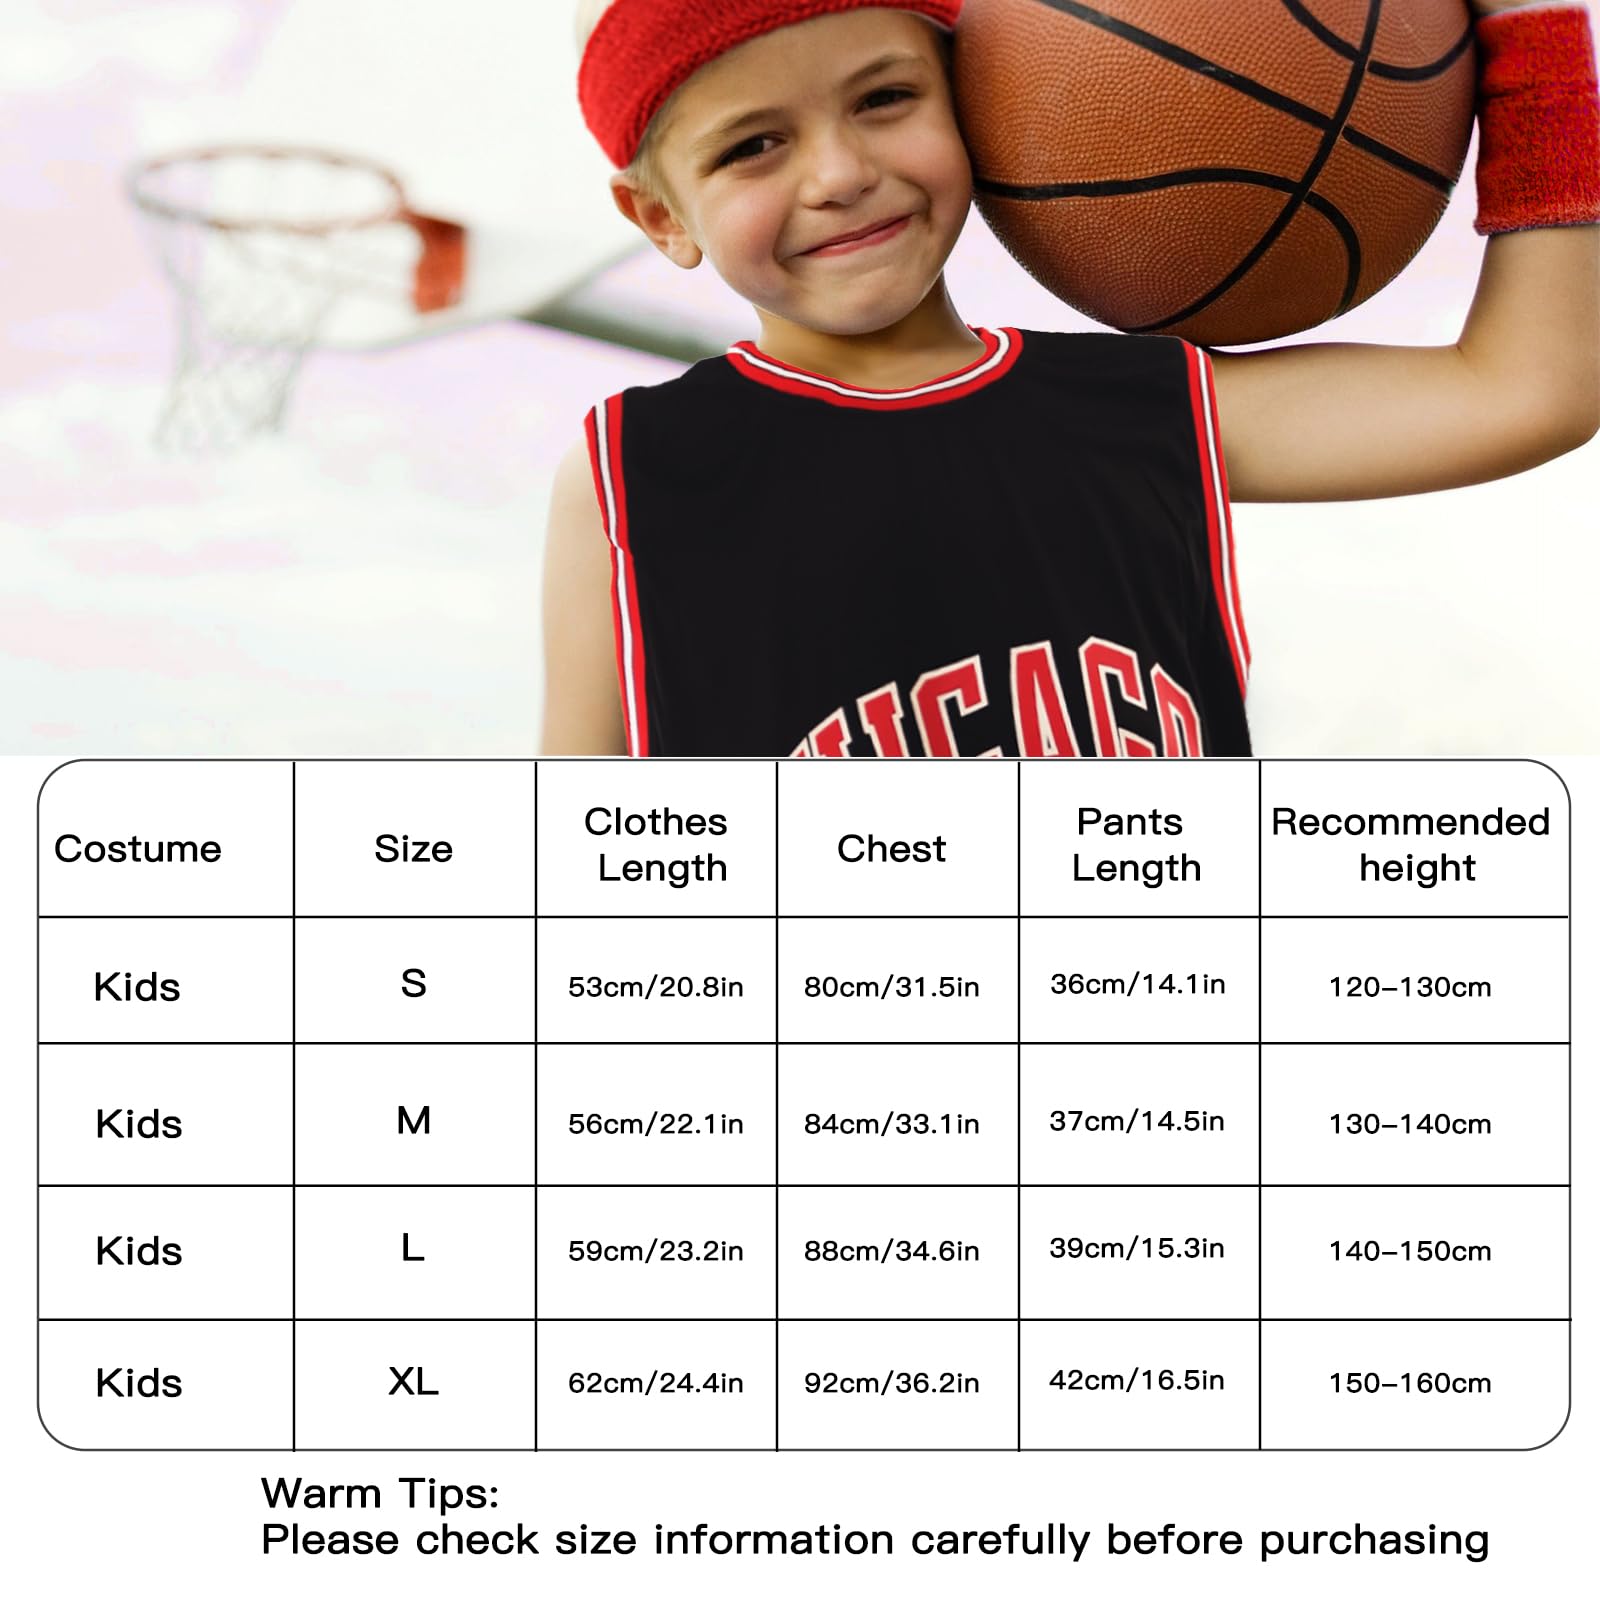 CHICAGO
Costume Size Clothes Length Chest Pants Length Recommended height
Kids S 53cm/20.8in 80cm/31.5in 36cm/14.1in 120–130cm
Kids M 56cm/22.1in 84cm/33.1in 37cm/14.5in 130–140cm
Kids L 59cm/23.2in 88cm/34.6in 39cm/15.3in 140–150cm
Kids XL 62cm/24.4in 92cm/36.2in 42cm/16.5in 150–160cm
Warm Tips:
Please check size information carefully before purchasing